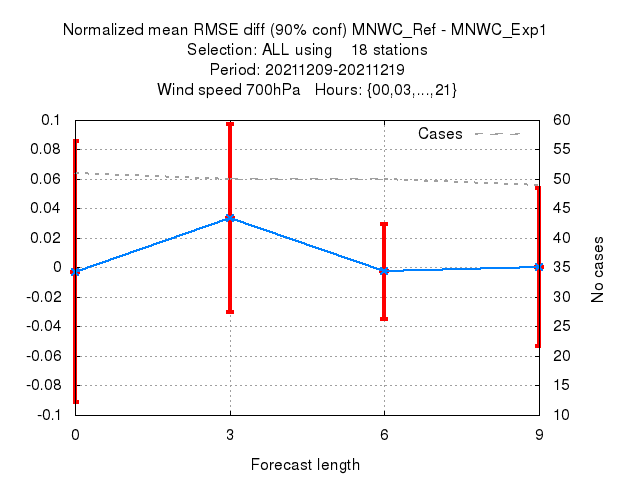 Normalized mean RMSE diff (90% conf) MNWC_Ref - MNWC_Exp1
Selection: ALL using 18 stations
Period: 20211209-20211219
Wind speed 700hPa Hours: {00,03,...,21}
Cases
0.1
0.08
0.06
0.04
0.02
0
-0.02
-0.04
-0.06
-0.08
-0.1
60
55
50
45
40
35
30
25
20
15
10
No cases
0 3 6 9
Forecast length